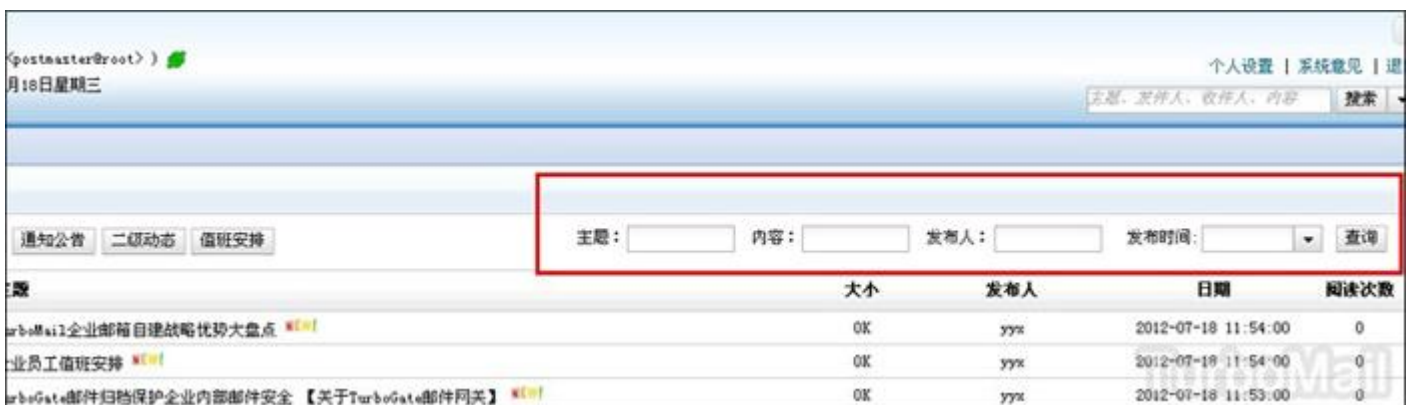 <postmaster@root> )
月18日星期三
个人设置 | 系统意见 | 退
主题、发件人、收件人、内容 搜索
通知公告 二级动态 值班安排 主题： 内容： 发布人： 发布时间: 查询
主题 大小 发布人 日期 阅读次数
urboMail企业邮箱自建战略优势大盘点 NEW! 0K yyx 2012-07-18 11:54:00 0
业员工值班安排 NEW! 0K yyx 2012-07-18 11:54:00 0
urboGate邮件归档保护企业内部邮件安全 【关于TurboGate邮件网关】 NEW! 0K yyx 2012-07-18 11:53:00 0
TurboMail